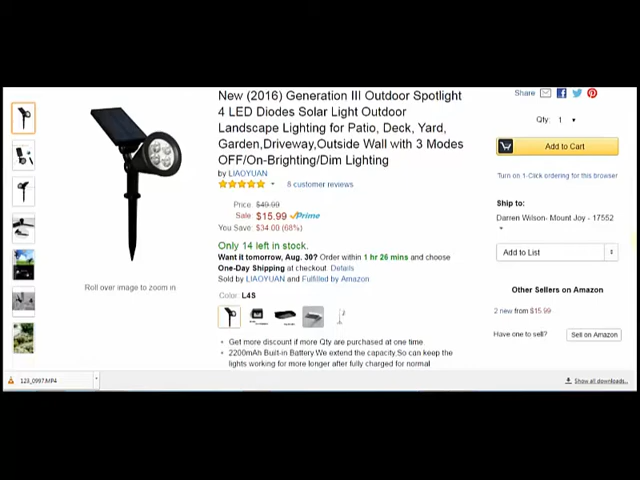 New (2016) Generation III Outdoor Spotlight
4 LED Diodes Solar Light Outdoor
Landscape Lighting for Patio, Deck, Yard,
Garden,Driveway,Outside Wall with 3 Modes
OFF/On-Brighting/Dim Lighting
by LIAOYUAN
8 customer reviews
Price: $49.99
Sale: $15.99 Prime
You Save: $34.00 (68%)
Only 14 left in stock.
Want it tomorrow, Aug. 30? Order within 1 hr 26 mins and choose
One-Day Shipping at checkout. Details
Sold by LIAOYUAN and Fulfilled by Amazon.
Color: L4S
Get more discount if more Qty are purchased at one time
2200mAh Built-in Battery:We extend the capacity,So can keep the
lights working for more longer after fully charged for normal
Roll over image to zoom in
Share
Qty: 1
Add to Cart
Turn on 1-Click ordering for this browser
Ship to:
Darren Wilson- Mount Joy - 17552
Add to List
Other Sellers on Amazon
2 new from $15.99
Have one to sell? Sell on Amazon
123_0997.MP4
Show all downloads...